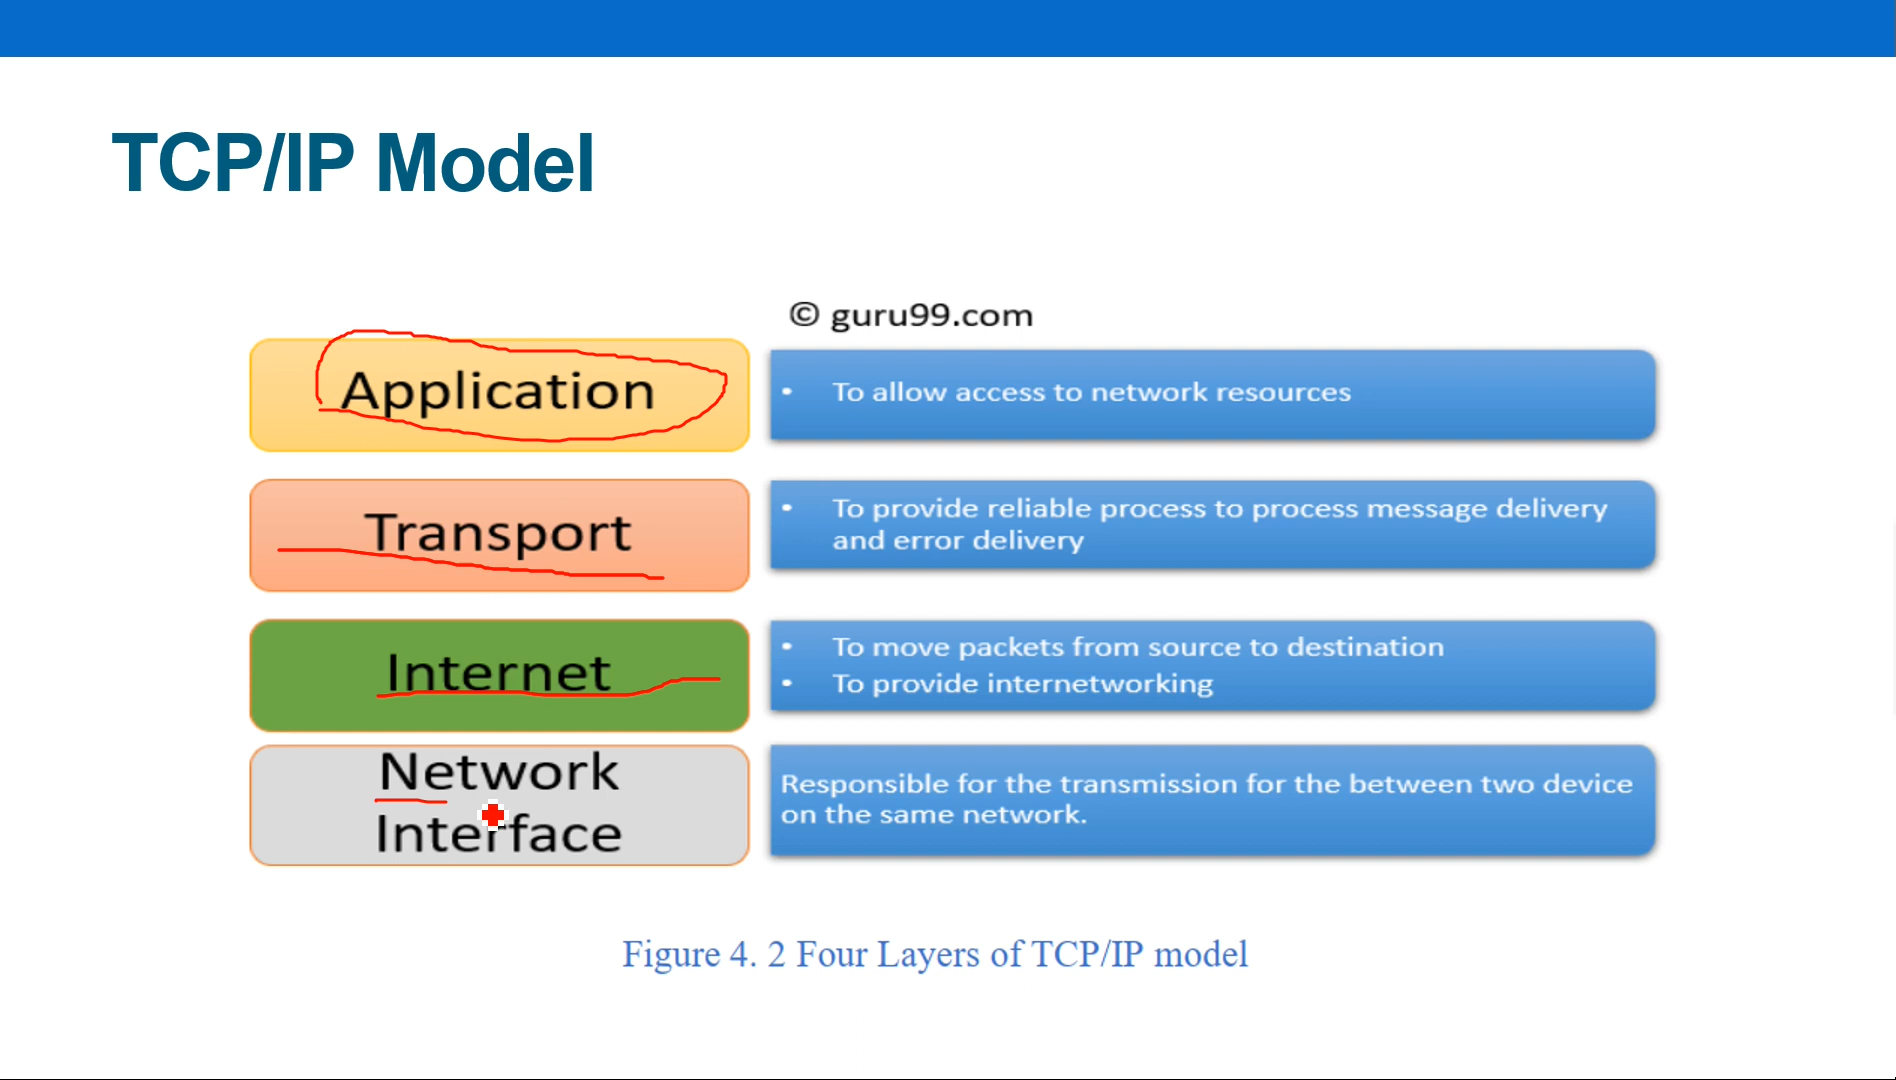 TCP/IP Model
© guru99.com
Application
• To allow access to network resources
Transport
• To provide reliable process to process message delivery
and error delivery
Internet
• To move packets from source to destination
• To provide internetworking
Network
Interface
Responsible for the transmission for the between two device
on the same network.
Figure 4. 2 Four Layers of TCP/IP model